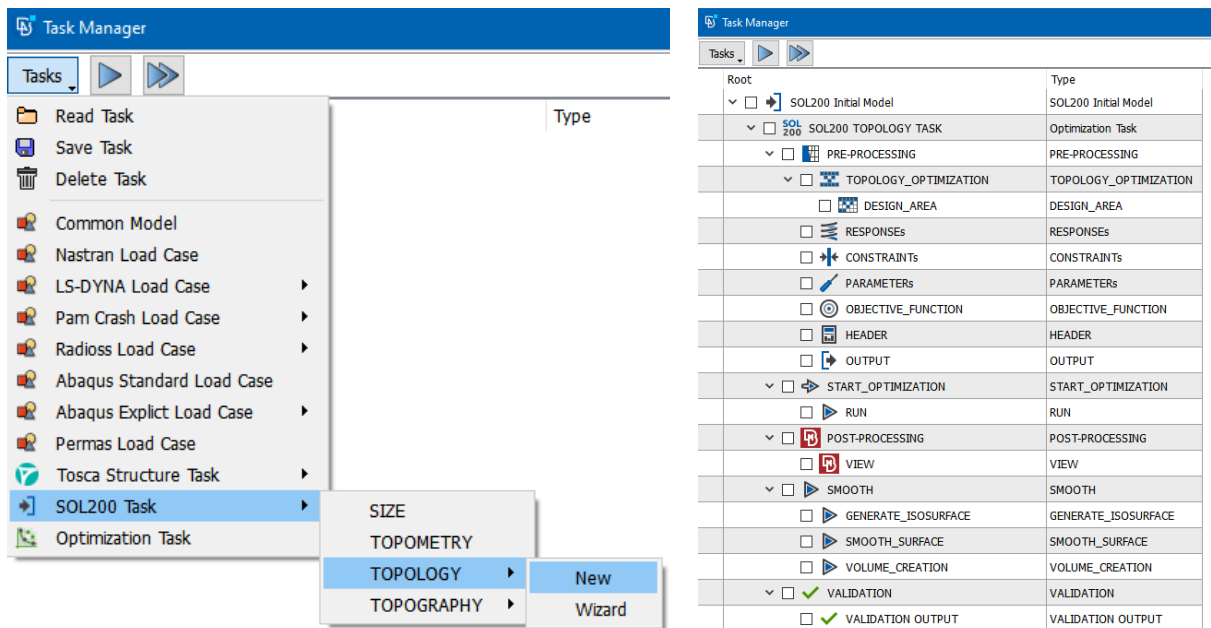 Task Manager
Tasks
Type
Read Task
Save Task
Delete Task
Common Model
Nastran Load Case
LS-DYNA Load Case
Pam Crash Load Case
Radioss Load Case
Abaqus Standard Load Case
Abaqus Explict Load Case
Permas Load Case
Tosca Structure Task
SOL200 Task
Optimization Task
SIZE
TOPOMETRY
TOPOLOGY
TOPOGRAPHY
New
Wizard
Task Manager
Tasks
Root Type
SOL200 Initial Model SOL200 Initial Model
SOL 200 SOL200 TOPOLOGY TASK Optimization Task
PRE-PROCESSING PRE-PROCESSING
TOPOLOGY_OPTIMIZATION TOPOLOGY_OPTIMIZATION
DESIGN_AREA DESIGN_AREA
RESPONSEs RESPONSEs
CONSTRAINTs CONSTRAINTs
PARAMETERs PARAMETERs
OBJECTIVE_FUNCTION OBJECTIVE_FUNCTION
HEADER HEADER
OUTPUT OUTPUT
START_OPTIMIZATION START_OPTIMIZATION
RUN RUN
POST-PROCESSING POST-PROCESSING
VIEW VIEW
SMOOTH SMOOTH
GENERATE_ISOSURFACE GENERATE_ISOSURFACE
SMOOTH_SURFACE SMOOTH_SURFACE
VOLUME_CREATION VOLUME_CREATION
VALIDATION VALIDATION
VALIDATION OUTPUT VALIDATION OUTPUT